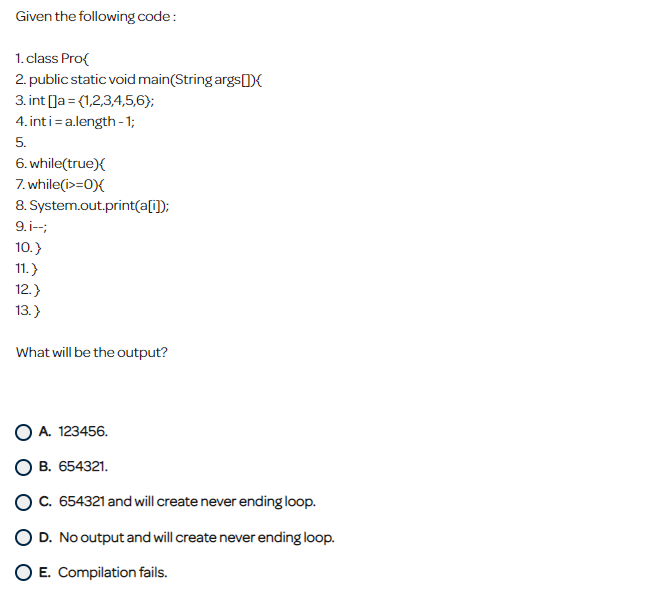 Given the following code :
1. class Pro{
2. public static void main(String args[]){
3. int []a = {1,2,3,4,5,6};
4. int i = a.length - 1;
5.
6. while(true){
7. while(i>=0){
8. System.out.print(a[i]);
9. i--;
10. }
11. }
12. }
13. }
What will be the output?
A. 123456.
B. 654321.
C. 654321 and will create never ending loop.
D. No output and will create never ending loop.
E. Compilation fails.